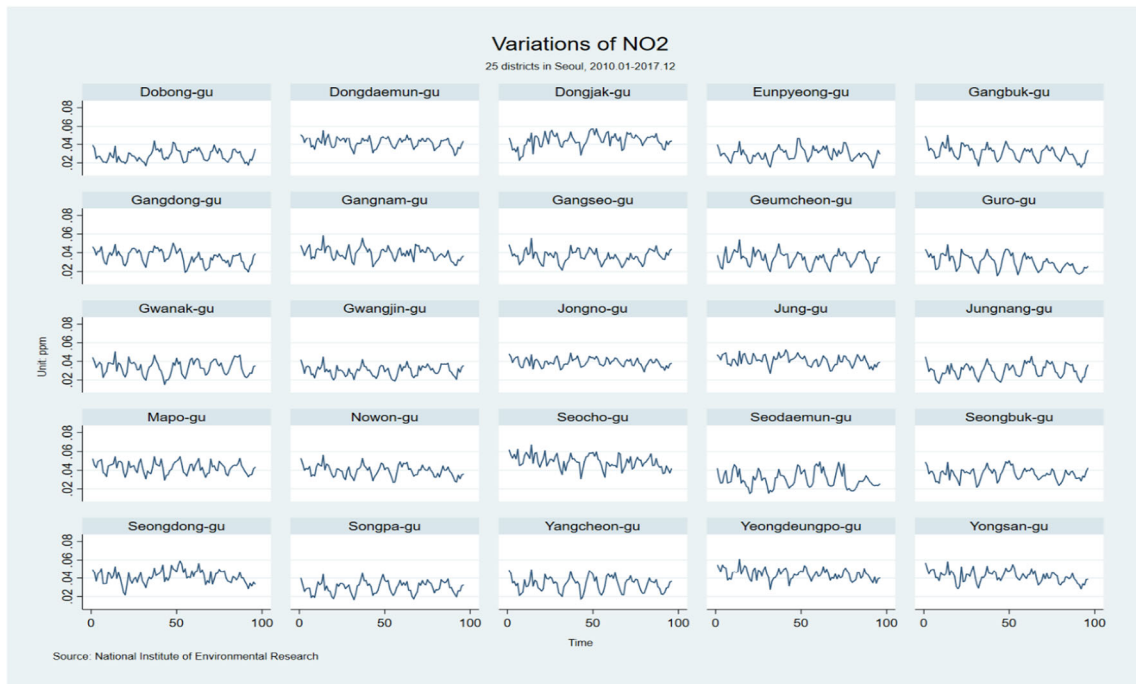 Variations of NO2
25 districts in Seoul, 2010.01-2017.12
Dobong-gu Dongdaemun-gu Dongjak-gu Eunpyeong-gu Gangbuk-gu
.02 .04 .06 .08
Gangdong-gu Gangnam-gu Gangseo-gu Geumcheon-gu Guro-gu
.02 .04 .06 .08
Gwanak-gu Gwangjin-gu Jongno-gu Jung-gu Jungnang-gu
.02 .04 .06 .08
Unit: ppm
Mapo-gu Nowon-gu Seocho-gu Seodaemun-gu Seongbuk-gu
.02 .04 .06 .08
Seongdong-gu Songpa-gu Yangcheon-gu Yeongdeungpo-gu Yongsan-gu
.02 .04 .06 .08
0 50 100 0 50 100 0 50 100 0 50 100 0 50 100
Time
Source: National Institute of Environmental Research